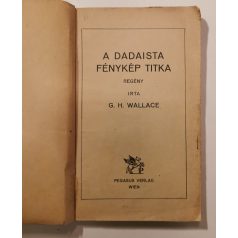 A DADAISTA
FÉNYKÉP TITKA
REGÉNY
IRTA
G. H. WALLACE
PEGASUS VERLAG
WIEN